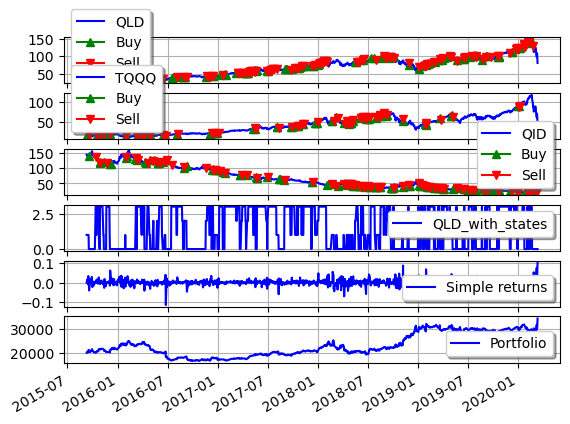 QLD
Buy
Sell
150
100
50
TQQQ
Buy
Sell
100
50
QID
Buy
Sell
150
100
50
QLD_with_states
2.5
0.0
Simple returns
0.1
0.0
−0.1
Portfolio
30000
20000
2015-07
2016-01
2016-07
2017-01
2017-07
2018-01
2018-07
2019-01
2019-07
2020-01